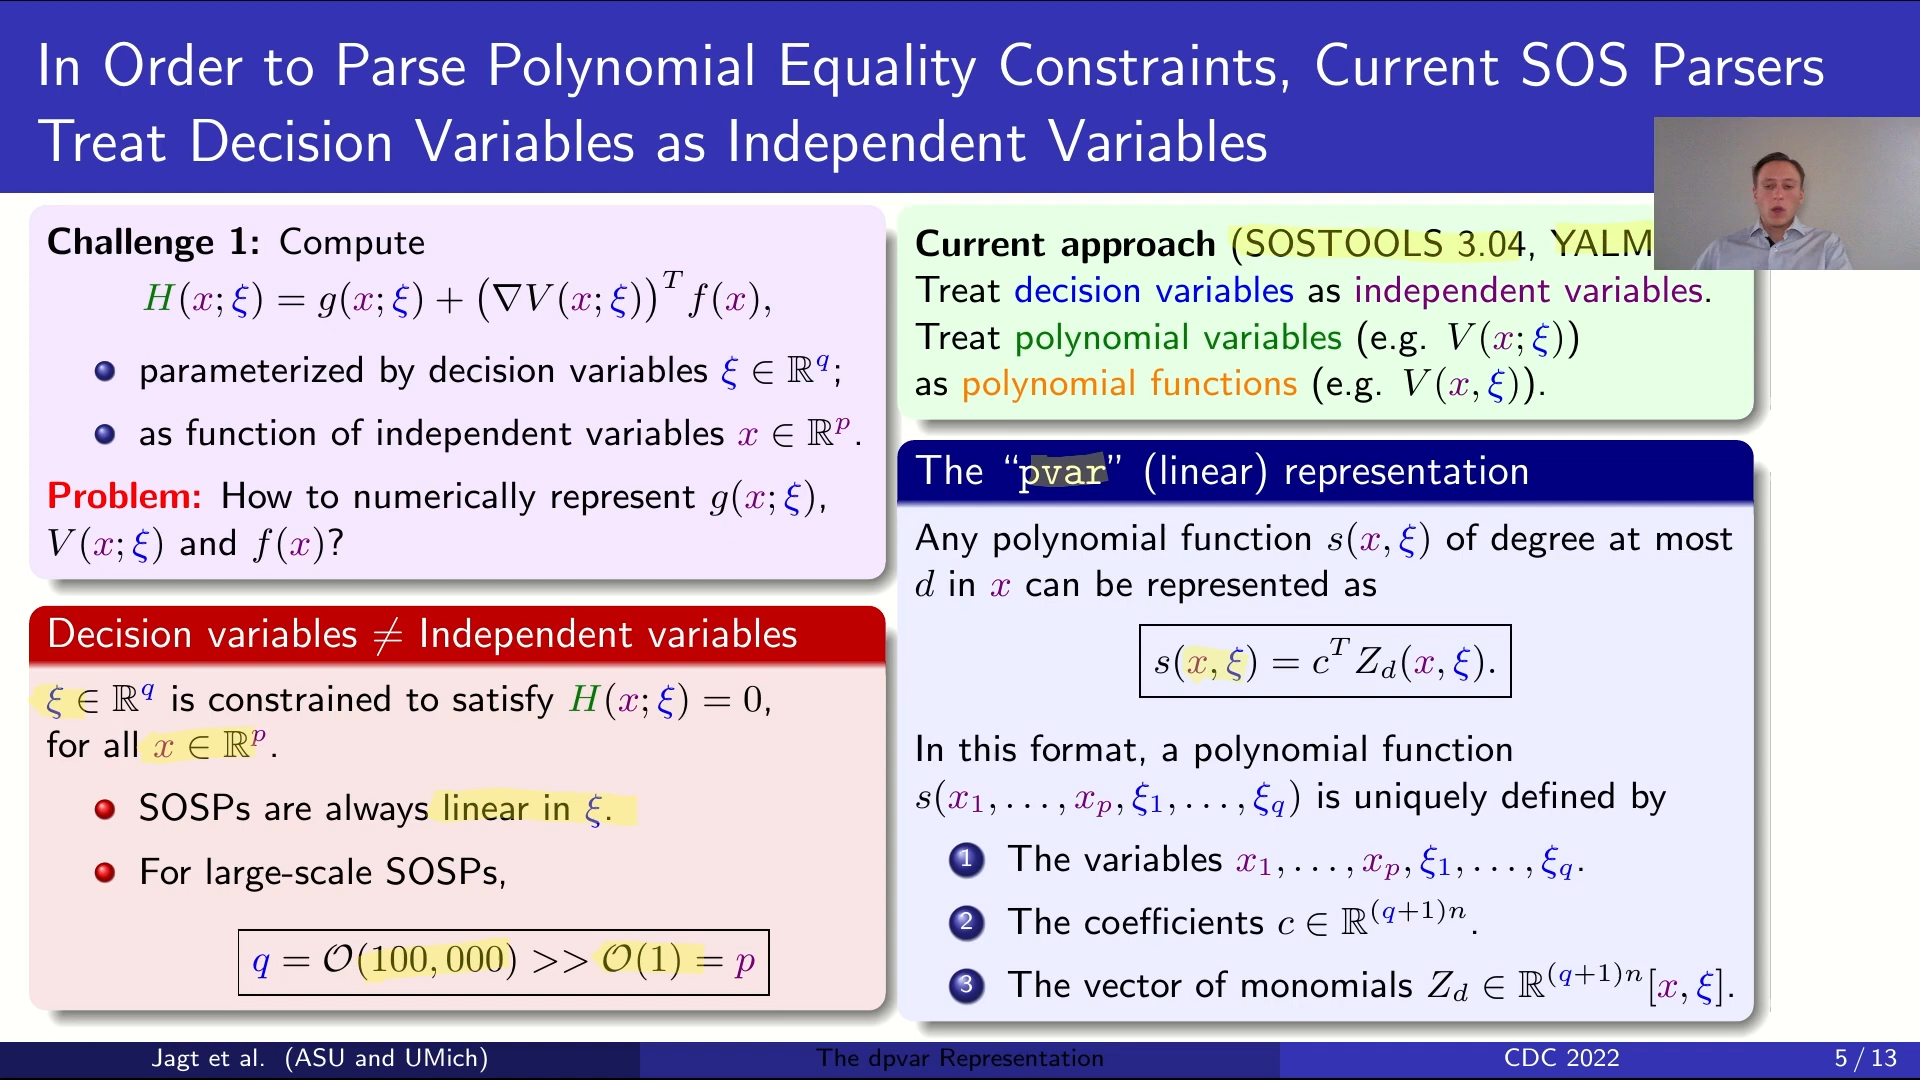 In Order to Parse Polynomial Equality Constraints, Current SOS Parsers
Treat Decision Variables as Independent Variables
Challenge 1: Compute
H(x; ξ) = g(x; ξ) + (∇V(x; ξ))ᵀ f(x),
parameterized by decision variables ξ ∈ ℝ^q;
as function of independent variables x ∈ ℝ^p.
Problem: How to numerically represent g(x; ξ),
V(x; ξ) and f(x)?
Decision variables ≠ Independent variables
ξ ∈ ℝ^q is constrained to satisfy H(x; ξ) = 0,
for all x ∈ ℝ^p.
SOSPs are always linear in ξ.
For large-scale SOSPs,
q = 𝒪(100, 000) >> 𝒪(1) = p
Current approach (SOSTOOLS 3.04, YALM
Treat decision variables as independent variables.
Treat polynomial variables (e.g. V(x; ξ))
as polynomial functions (e.g. V(x, ξ)).
The “pvar” (linear) representation
Any polynomial function s(x, ξ) of degree at most
d in x can be represented as
s(x, ξ) = cᵀ Z_d(x, ξ).
In this format, a polynomial function
s(x₁, . . . , x_p, ξ₁, . . . , ξ_q) is uniquely defined by
1 The variables x₁, . . . , x_p, ξ₁, . . . , ξ_q.
2 The coefficients c ∈ ℝ^(q+1)n.
3 The vector of monomials Z_d ∈ ℝ^(q+1)n[x, ξ].
Jagt et al. (ASU and UMich)
The dpvar Representation
CDC 2022
5 / 13